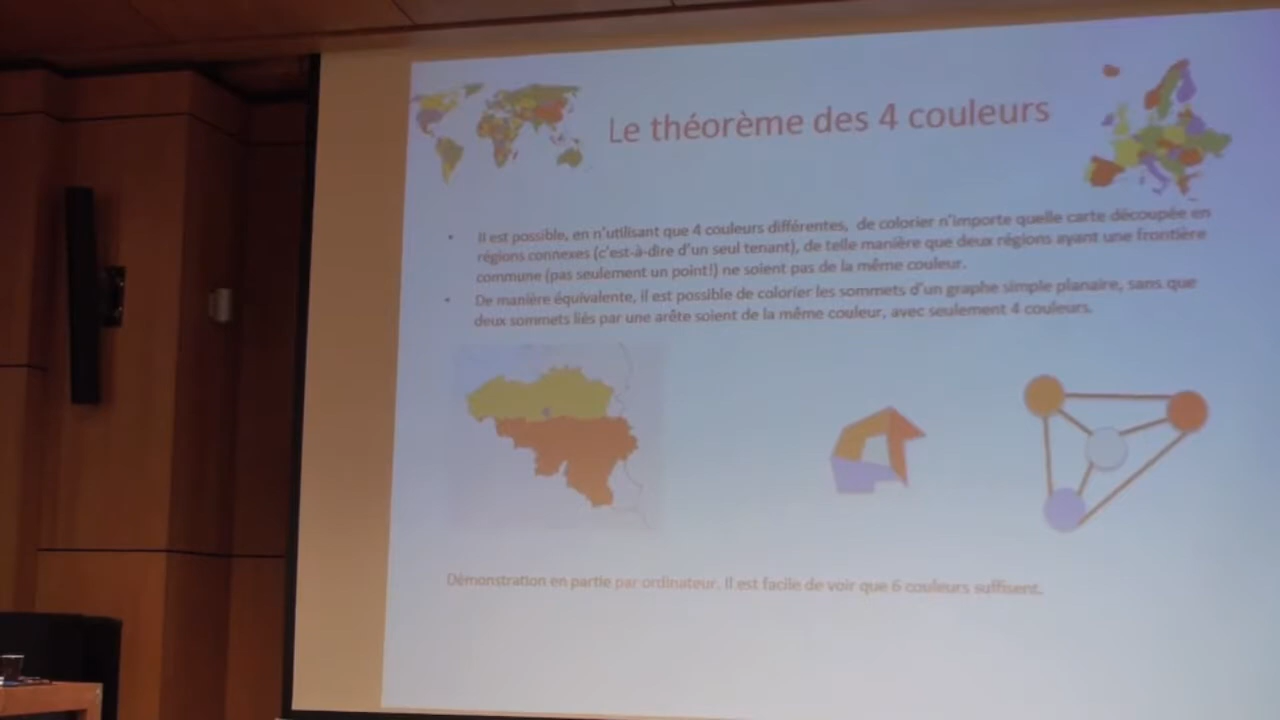 Le théorème des 4 couleurs
• Il est possible, en n'utilisant que 4 couleurs différentes, de colorier n'importe quelle carte découpée en
régions connexes (c'est-à-dire d'un seul tenant), de telle manière que deux régions ayant une frontière
commune (pas seulement un point!) ne soient pas de la même couleur.
• De manière équivalente, il est possible de colorier les sommets d'un graphe simple planaire, sans que
deux sommets liés par une arête soient de la même couleur, avec seulement 4 couleurs.
Démonstration en partie par ordinateur. Il est facile de voir que 6 couleurs suffisent.